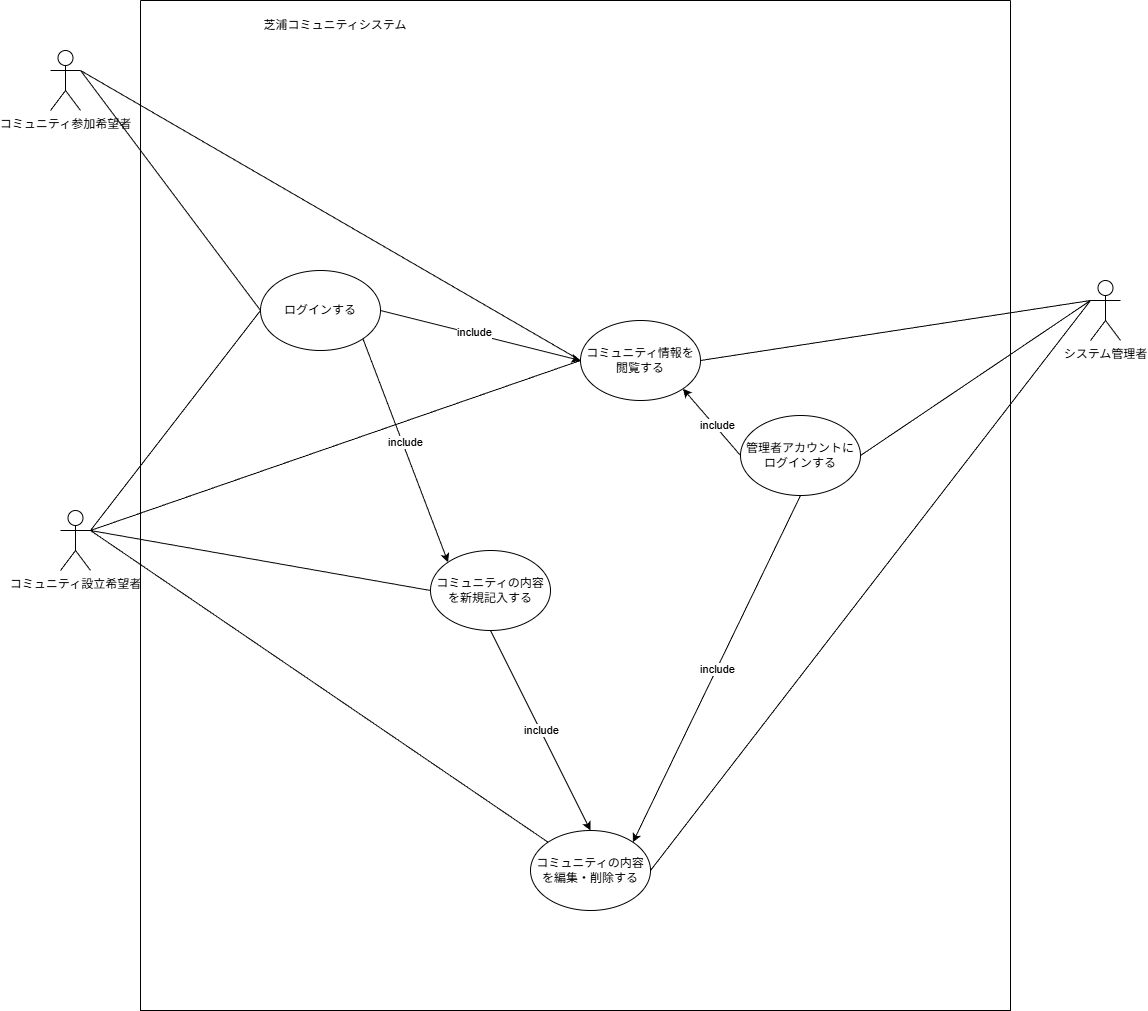 芝浦コミュニティシステム
コミュニティ参加希望者
ログインする
include
コミュニティ情報を
閲覧する
システム管理者
include
include
管理者アカウントに
ログインする
コミュニティ設立希望者
コミュニティの内容
を新規記入する
include
include
コミュニティの内容
を編集・削除する